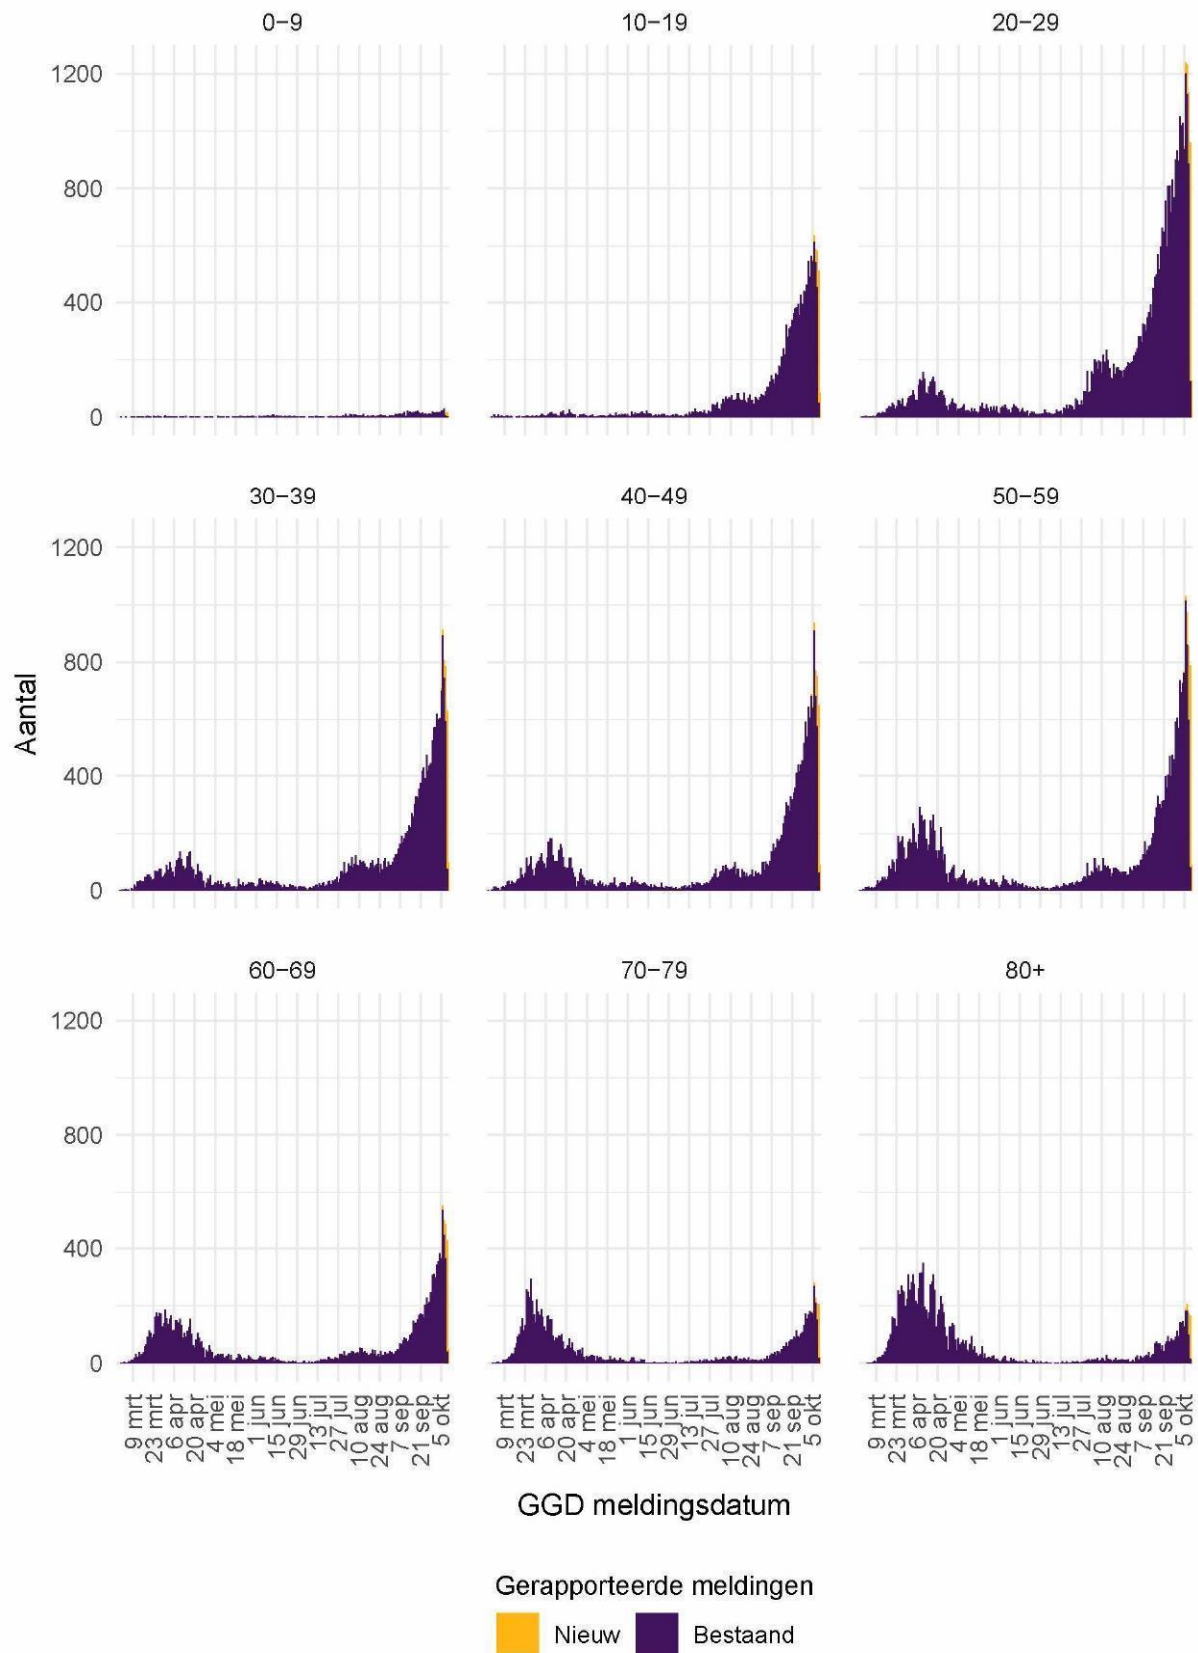 0−9 10−19 20−29
1200
800
400
0
30−39 40−49 50−59
1200
800
400
0
Aantal
60−69 70−79 80+
1200
800
400
0
9 mrt 23 mrt 6 apr 20 apr 4 mei 18 mei 1 jun 15 jun 29 jun 13 jul 27 jul 10 aug 24 aug 7 sep 21 sep 5 okt
9 mrt 23 mrt 6 apr 20 apr 4 mei 18 mei 1 jun 15 jun 29 jun 13 jul 27 jul 10 aug 24 aug 7 sep 21 sep 5 okt
9 mrt 23 mrt 6 apr 20 apr 4 mei 18 mei 1 jun 15 jun 29 jun 13 jul 27 jul 10 aug 24 aug 7 sep 21 sep 5 okt
GGD meldingsdatum
Gerapporteerde meldingen
Nieuw Bestaand